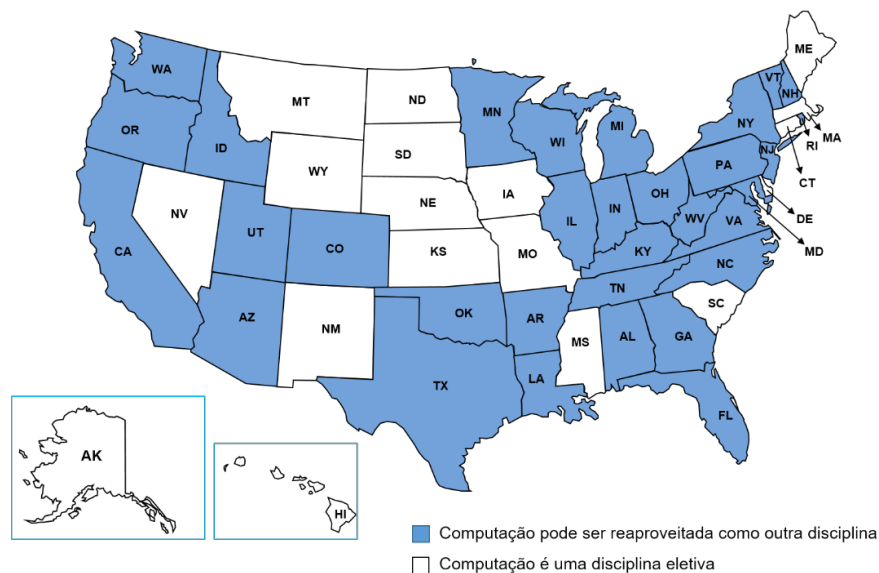 ME
WA
VT
MT
ND
NH
MN
OR
MA
NY
ID
WI
MI
RI
SD
WY
NJ
PA
CT
IA
NE
OH
NV
IN
IL
DE
UT
WV
VA
CO
CA
KS
MO
KY
MD
NC
TN
SC
OK
AZ
AR
NM
MS
AL
GA
LA
TX
FL
AK
HI
Computação pode ser reaproveitada como outra disciplina
Computação é uma disciplina eletiva